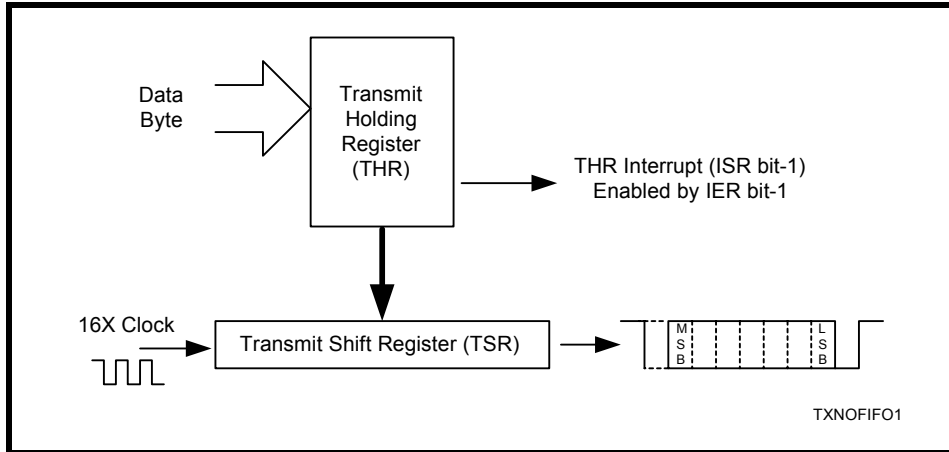 Data
Byte
Transmit
Holding
Register
(THR)
THR Interrupt (ISR bit-1)
Enabled by IER bit-1
16X Clock
Transmit Shift Register (TSR)
M
S
B
L
S
B
TXNOFIFO1